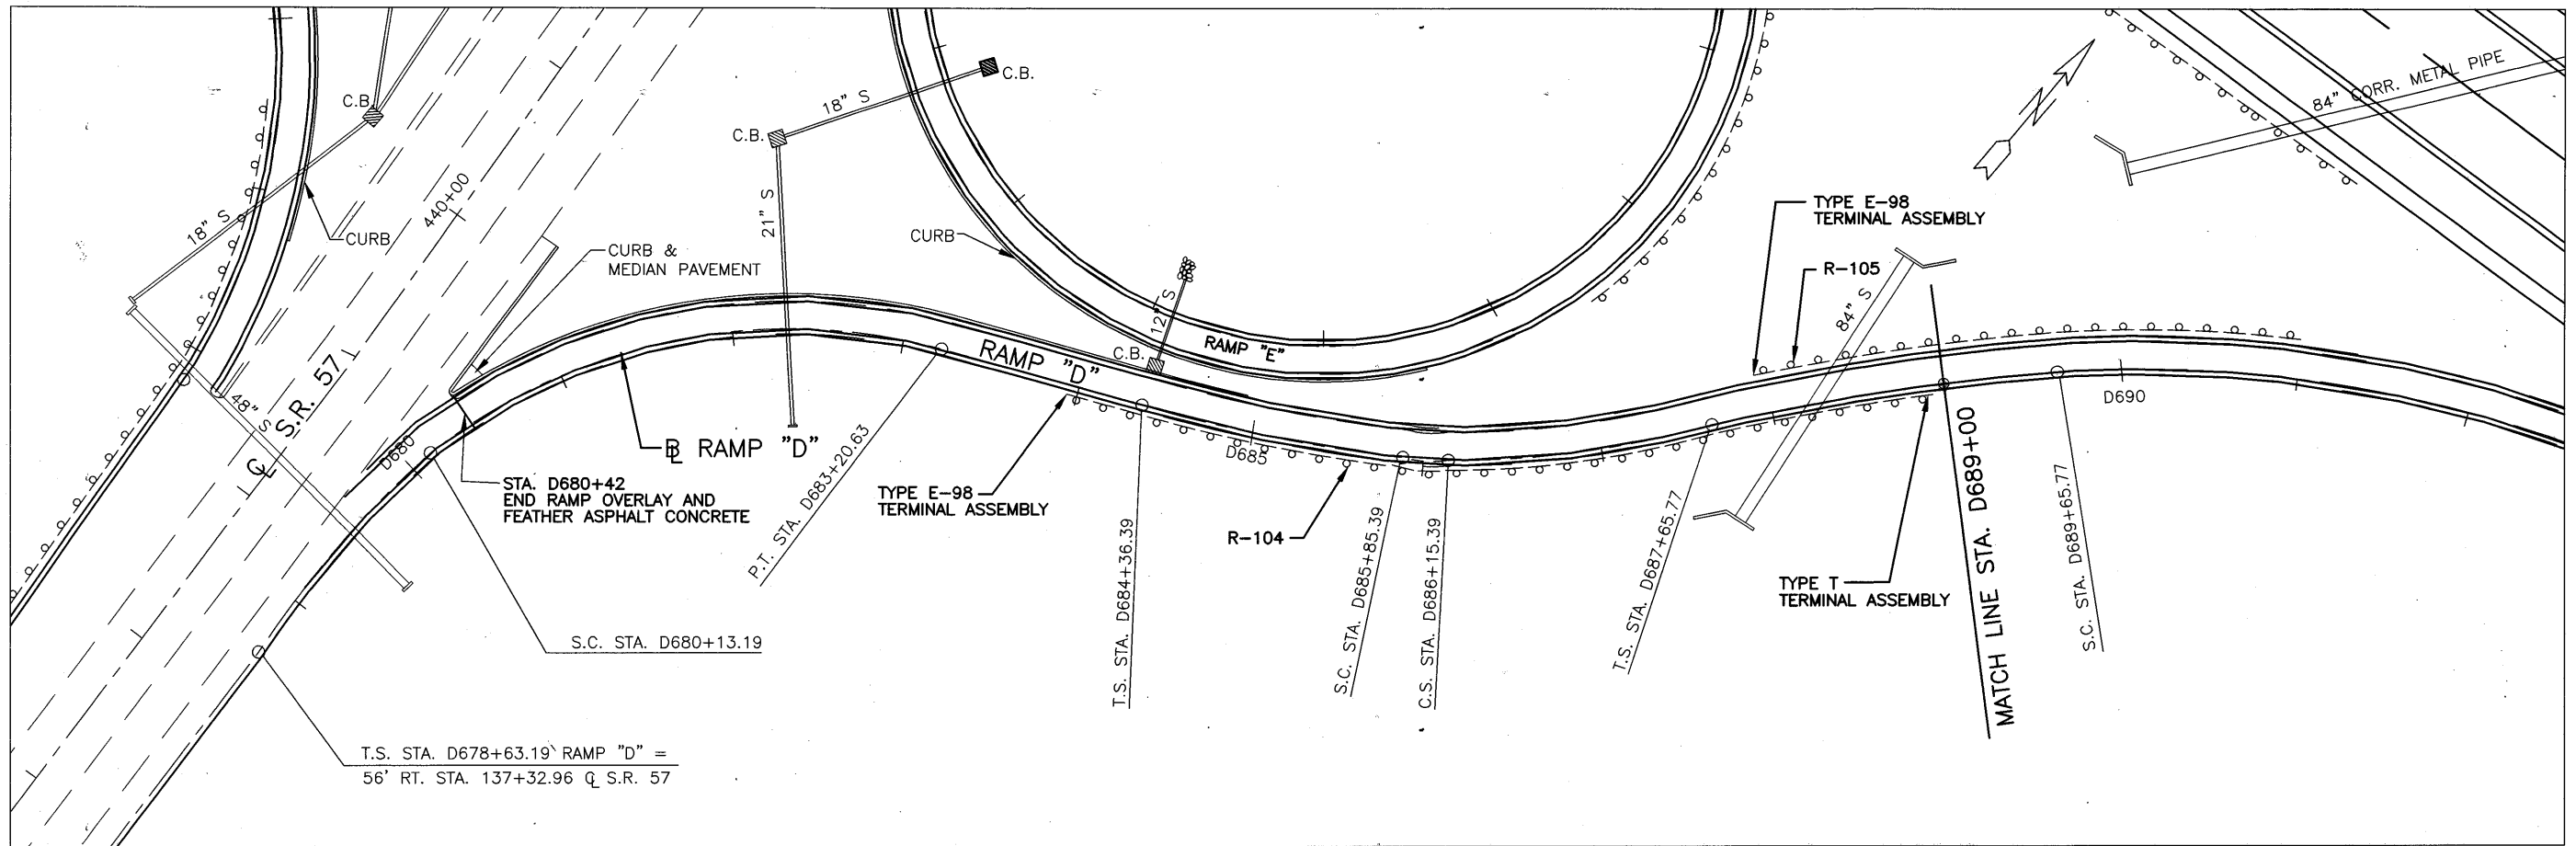 C.B.
18" S
C.B.
C.B.
18" S
CURB
440+00
CURB &
MEDIAN PAVEMENT
21" S
CURB
12" S
C.B.
RAMP "E"
RAMP "D"
84" CORR. METAL PIPE
N
TYPE E-98
TERMINAL ASSEMBLY
R-105
84" S
48" S
℄ S.R. 57
D680
STA. D680+42
END RAMP OVERLAY AND
FEATHER ASPHALT CONCRETE
BL RAMP "D"
P.T. STA. D683+20.63
TYPE E-98
TERMINAL ASSEMBLY
T.S. STA. D684+36.39
D685
R-104
S.C. STA. D685+85.39
C.S. STA. D686+15.39
T.S. STA. D687+65.77
TYPE T
TERMINAL ASSEMBLY
MATCH LINE STA. D689+00
S.C. STA. D689+65.77
D690
S.C. STA. D680+13.19
T.S. STA. D678+63.19 RAMP "D" =
56' RT. STA. 137+32.96 ℄ S.R. 57